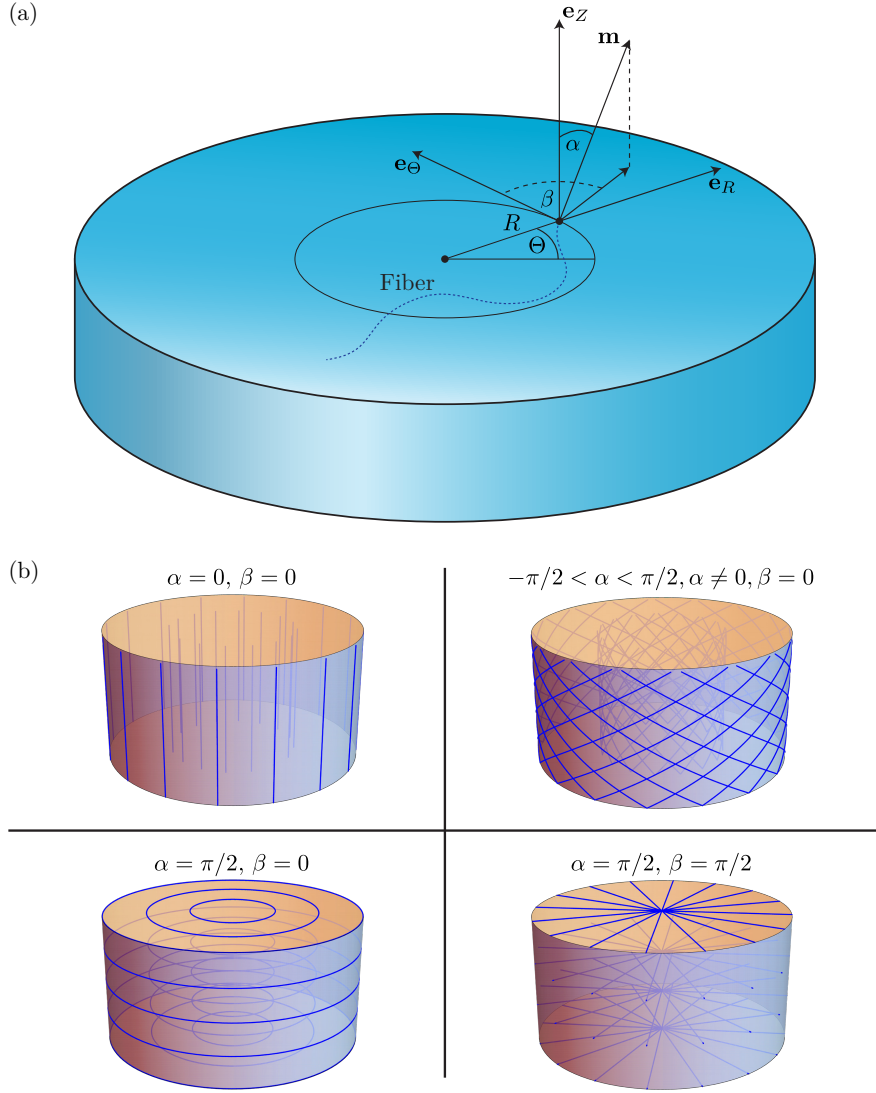 (a)
e_Z
m
α
e_Θ
e_R
β
R
Θ
Fiber
(b)
α = 0, β = 0
−π/2 < α < π/2, α ≠ 0, β = 0
α = π/2, β = 0
α = π/2, β = π/2